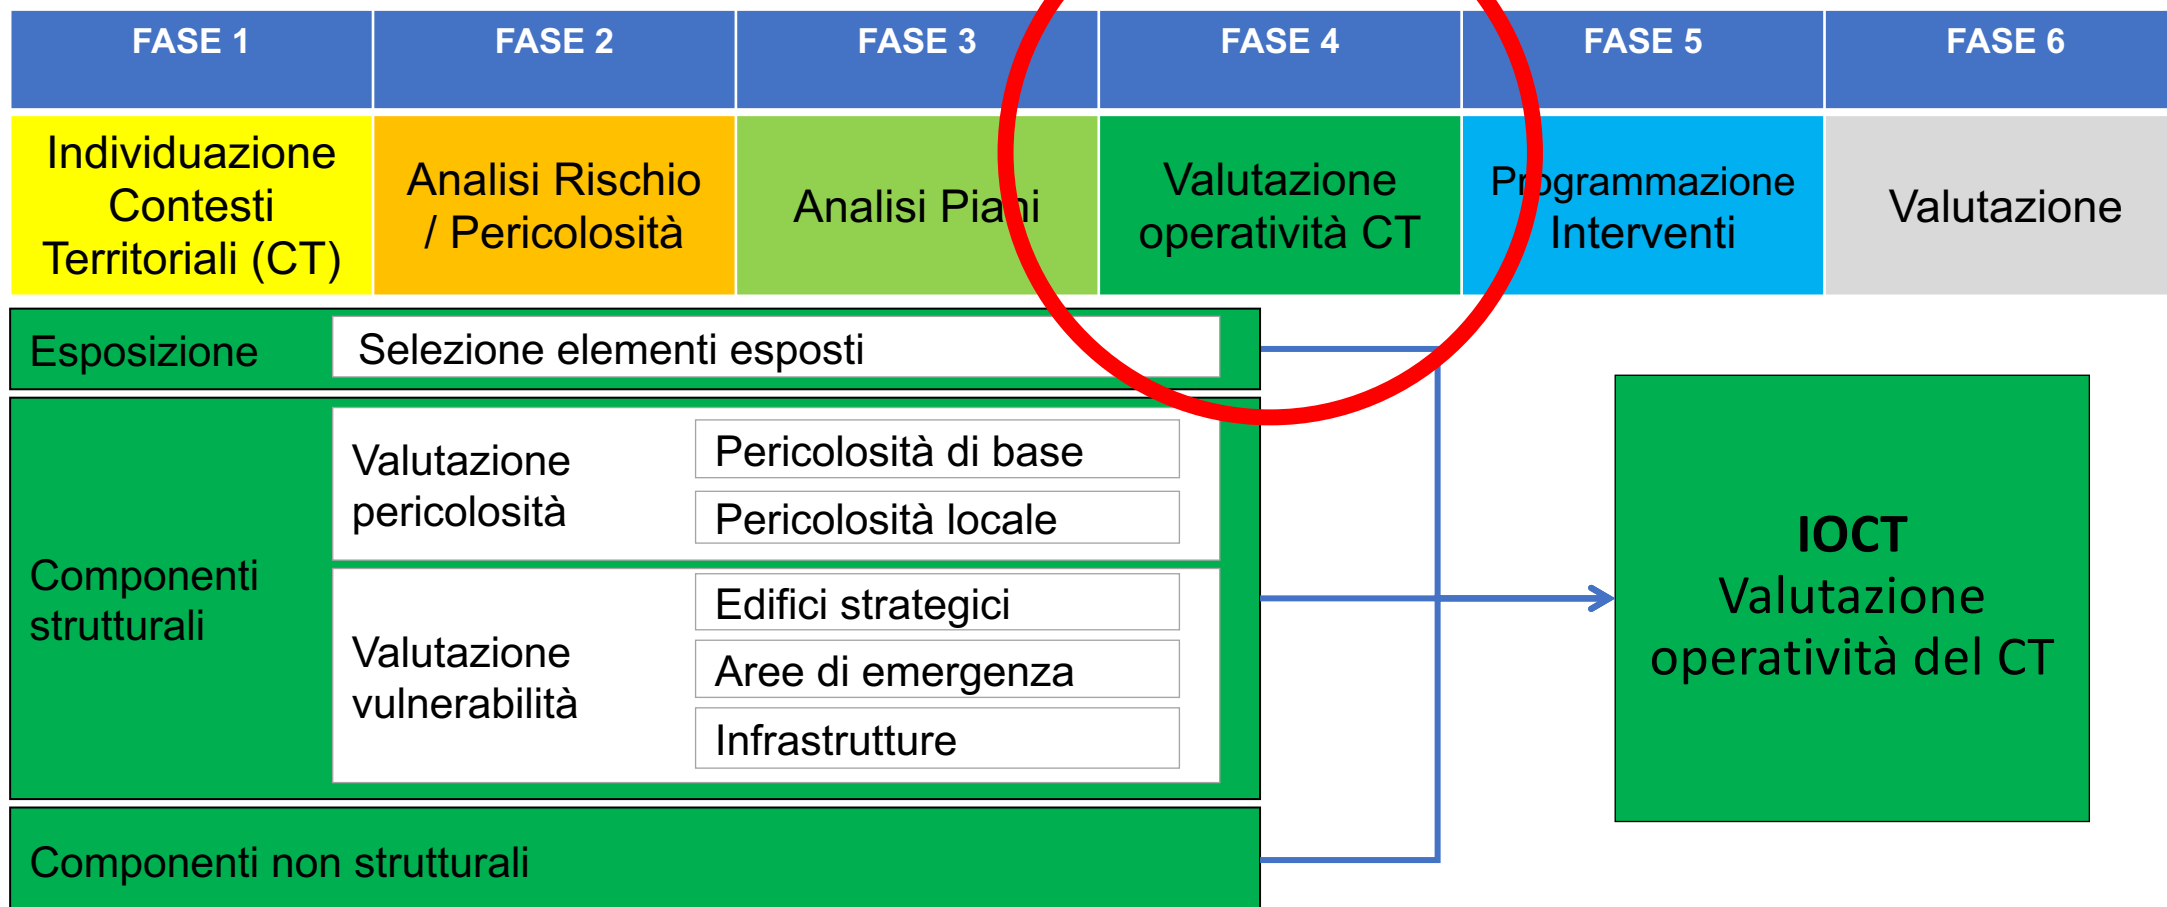 FASE 1
FASE 2
FASE 3
FASE 4
FASE 5
FASE 6
Individuazione
Contesti
Territoriali (CT)
Analisi Rischio
/ Pericolosità
Analisi Piani
Valutazione
operatività CT
Programmazione
Interventi
Valutazione
Esposizione
Selezione elementi esposti
Componenti
strutturali
Valutazione
pericolosità
Pericolosità di base
Pericolosità locale
Valutazione
vulnerabilità
Edifici strategici
Aree di emergenza
Infrastrutture
Componenti non strutturali
IOCT
Valutazione
operatività del CT